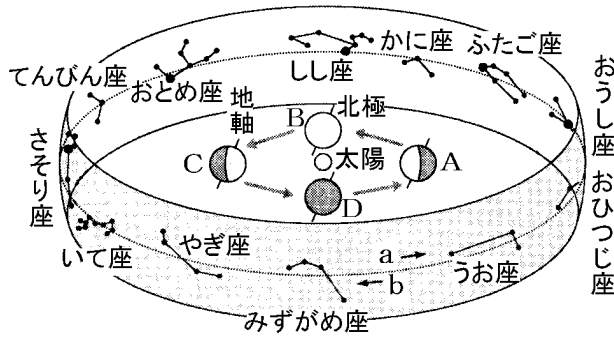 かに座
ふたご座
しし座
おとめ座
てんびん座
おうし座
地軸
北極
B
太陽
C
A
D
さそり座
おひつじ座
いて座
やぎ座
a
b
うお座
みずがめ座